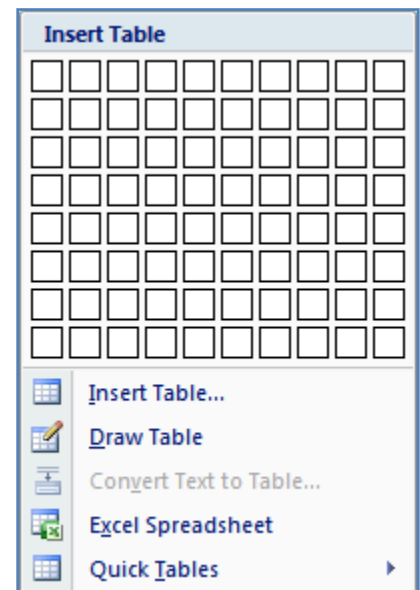 Insert Table
Insert Table...
Draw Table
Convert Text to Table...
Excel Spreadsheet
Quick Tables